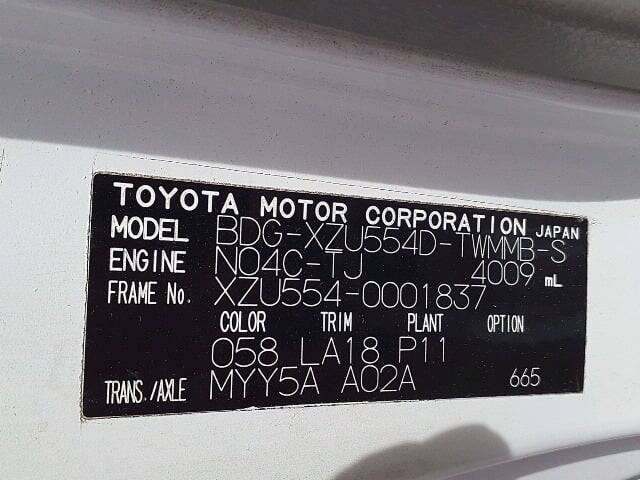 TOYOTA MOTOR CORPORATION JAPAN
MODEL BDG-XZU554D-TWMMB-S
ENGINE N04C-TJ 4009 mL
FRAME No. XZU554-0001837
COLOR TRIM PLANT OPTION
058 LA18 P11
TRANS./AXLE MYY5A A02A 665